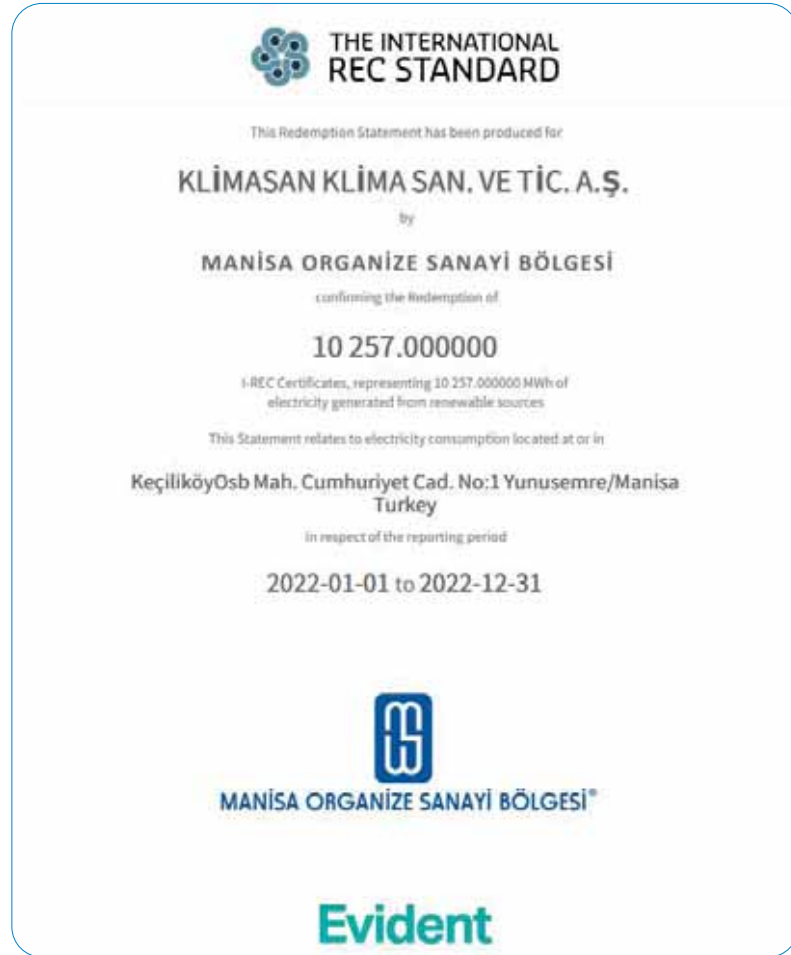 THE INTERNATIONAL
REC STANDARD
This Redemption Statement has been produced for
KLİMASAN KLİMA SAN. VE TİC. A.Ş.
by
MANİSA ORGANİZE SANAYİ BÖLGESİ
confirming the Redemption of
10 257.000000
I-REC Certificates, representing 10 257.000000 MWh of
electricity generated from renewable sources
This Statement relates to electricity consumption located at or in
KeçiliköyOsb Mah. Cumhuriyet Cad. No:1 Yunusemre/Manisa
Turkey
in respect of the reporting period
2022-01-01 to 2022-12-31
MANİSA ORGANİZE SANAYİ BÖLGESİ®
Evident